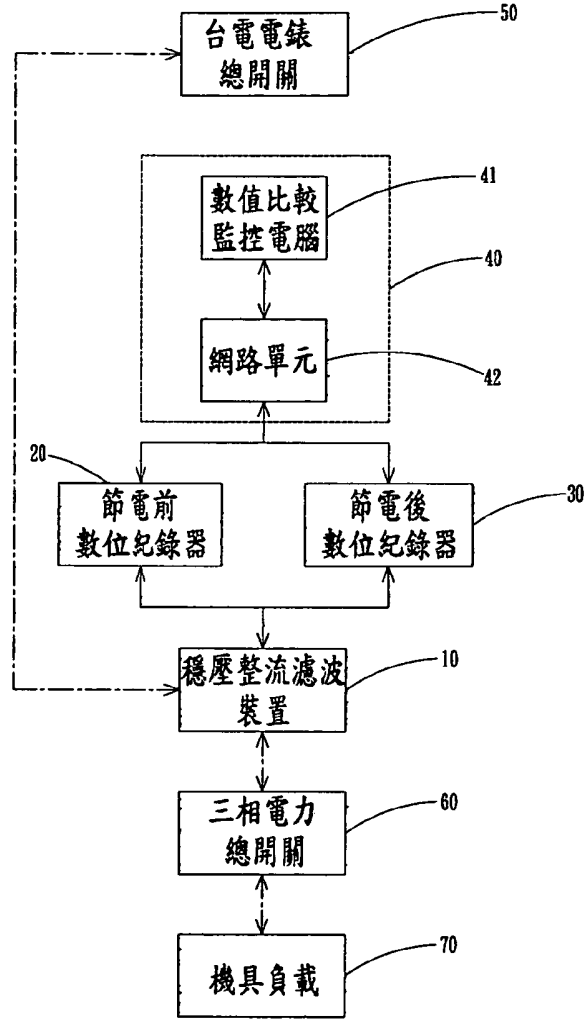 50
台電電錶
總開關
41
數值比較
監控電腦
40
網路單元
42
20
節電前
數位紀錄器
30
節電後
數位紀錄器
10
穩壓整流濾波
裝置
60
三相電力
總開關
70
機具負載